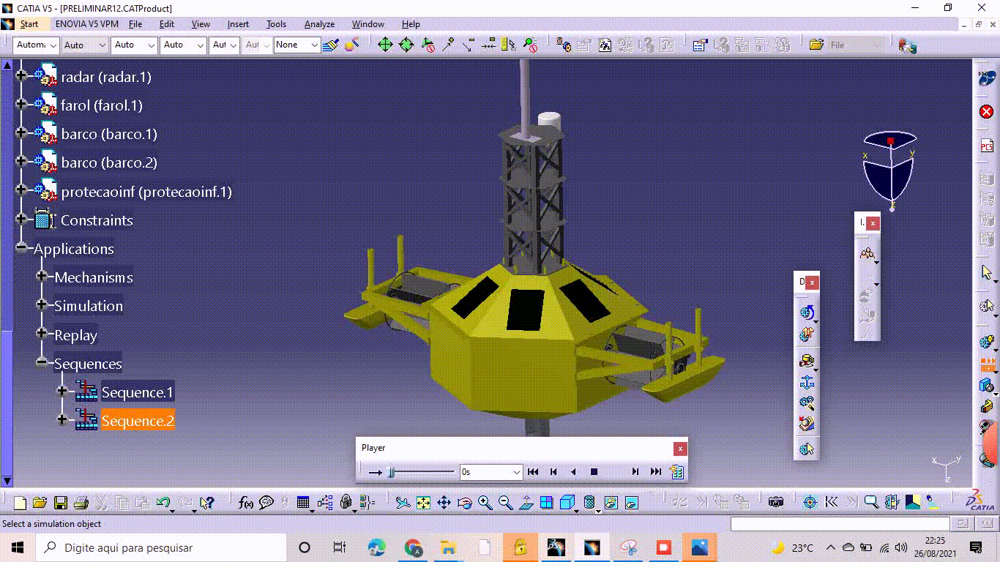 CATIA V5 - [PRELIMINAR12.CATProduct]
Start ENOVIA V5 VPM File Edit View Insert Tools Analyze Window Help
Automa Auto Auto Auto Aut Aut None File
radar (radar.1)
farol (farol.1)
barco (barco.1)
barco (barco.2)
protecaoinf (protecaoinf.1)
Constraints
Applications
Mechanisms
Simulation
Replay
Sequences
Sequence.1
Sequence.2
x y
z
I.
D
PCS
Player
0s
x y
z
f(x)
CATIA
Select a simulation object
Digite aqui para pesquisar
A
23°C
22:25
26/08/2021